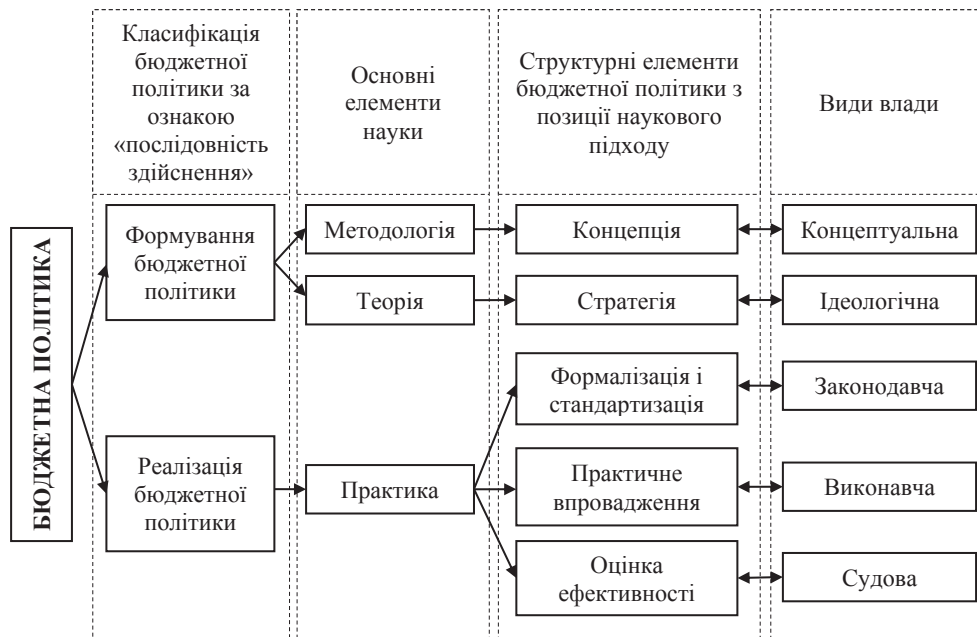 Класифікація
бюджетної
політики за
ознакою
«послідовність
здійснення»
Основні
елементи
науки
Структурні елементи
бюджетної політики з
позиції наукового
підходу
Види влади
БЮДЖЕТНА ПОЛІТИКА
Формування
бюджетної
політики
Методологія
Концепція
Концептуальна
Теорія
Стратегія
Ідеологічна
Формалізація і
стандартизація
Законодавча
Реалізація
бюджетної
політики
Практика
Практичне
впровадження
Виконавча
Оцінка
ефективності
Судова